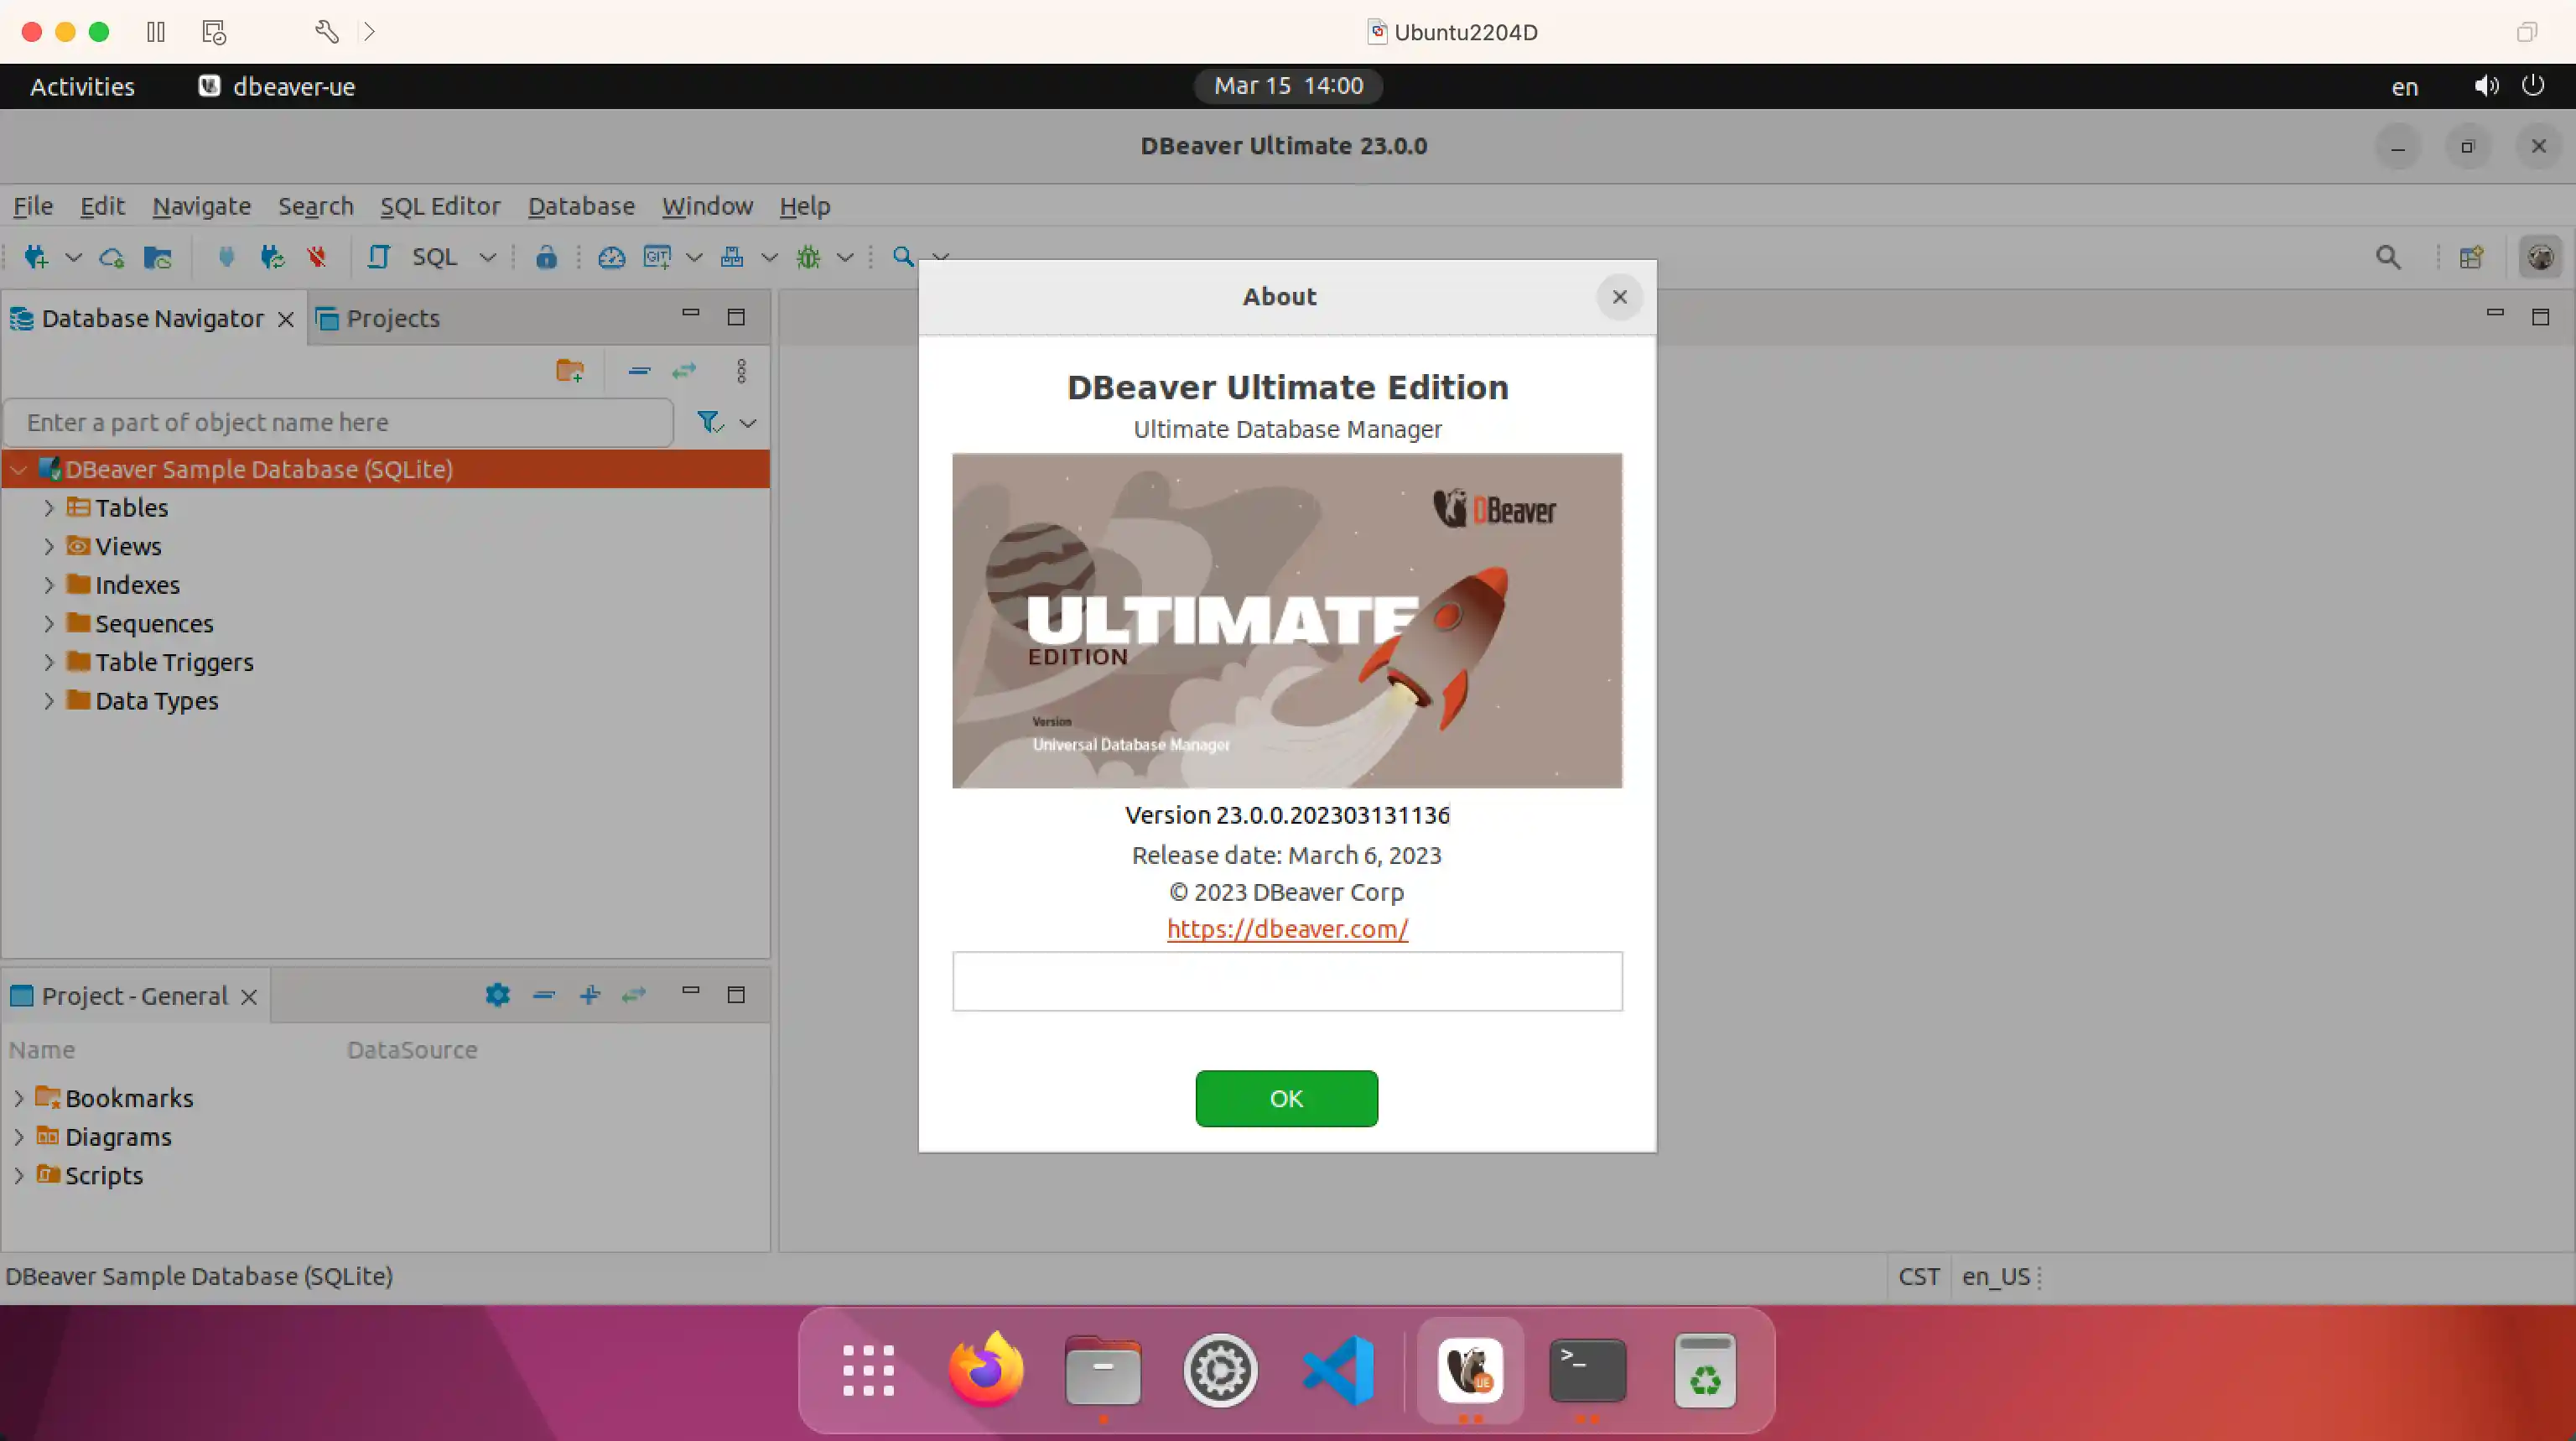 Ubuntu2204D
Activities
dbeaver-ue
Mar 15 14:00
en
DBeaver Ultimate 23.0.0
File Edit Navigate Search SQL Editor Database Window Help
SQL
GIT
Database Navigator
Projects
Enter a part of object name here
DBeaver Sample Database (SQLite)
Tables
Views
Indexes
Sequences
Table Triggers
Data Types
Project - General
Name DataSource
Bookmarks
Diagrams
Scripts
About
DBeaver Ultimate Edition
Ultimate Database Manager
DBeaver
ULTIMATE
EDITION
Version
Universal Database Manager
Version 23.0.0.202303131136
Release date: March 6, 2023
© 2023 DBeaver Corp
https://dbeaver.com/
OK
DBeaver Sample Database (SQLite)
CST
en_US
UE
>_